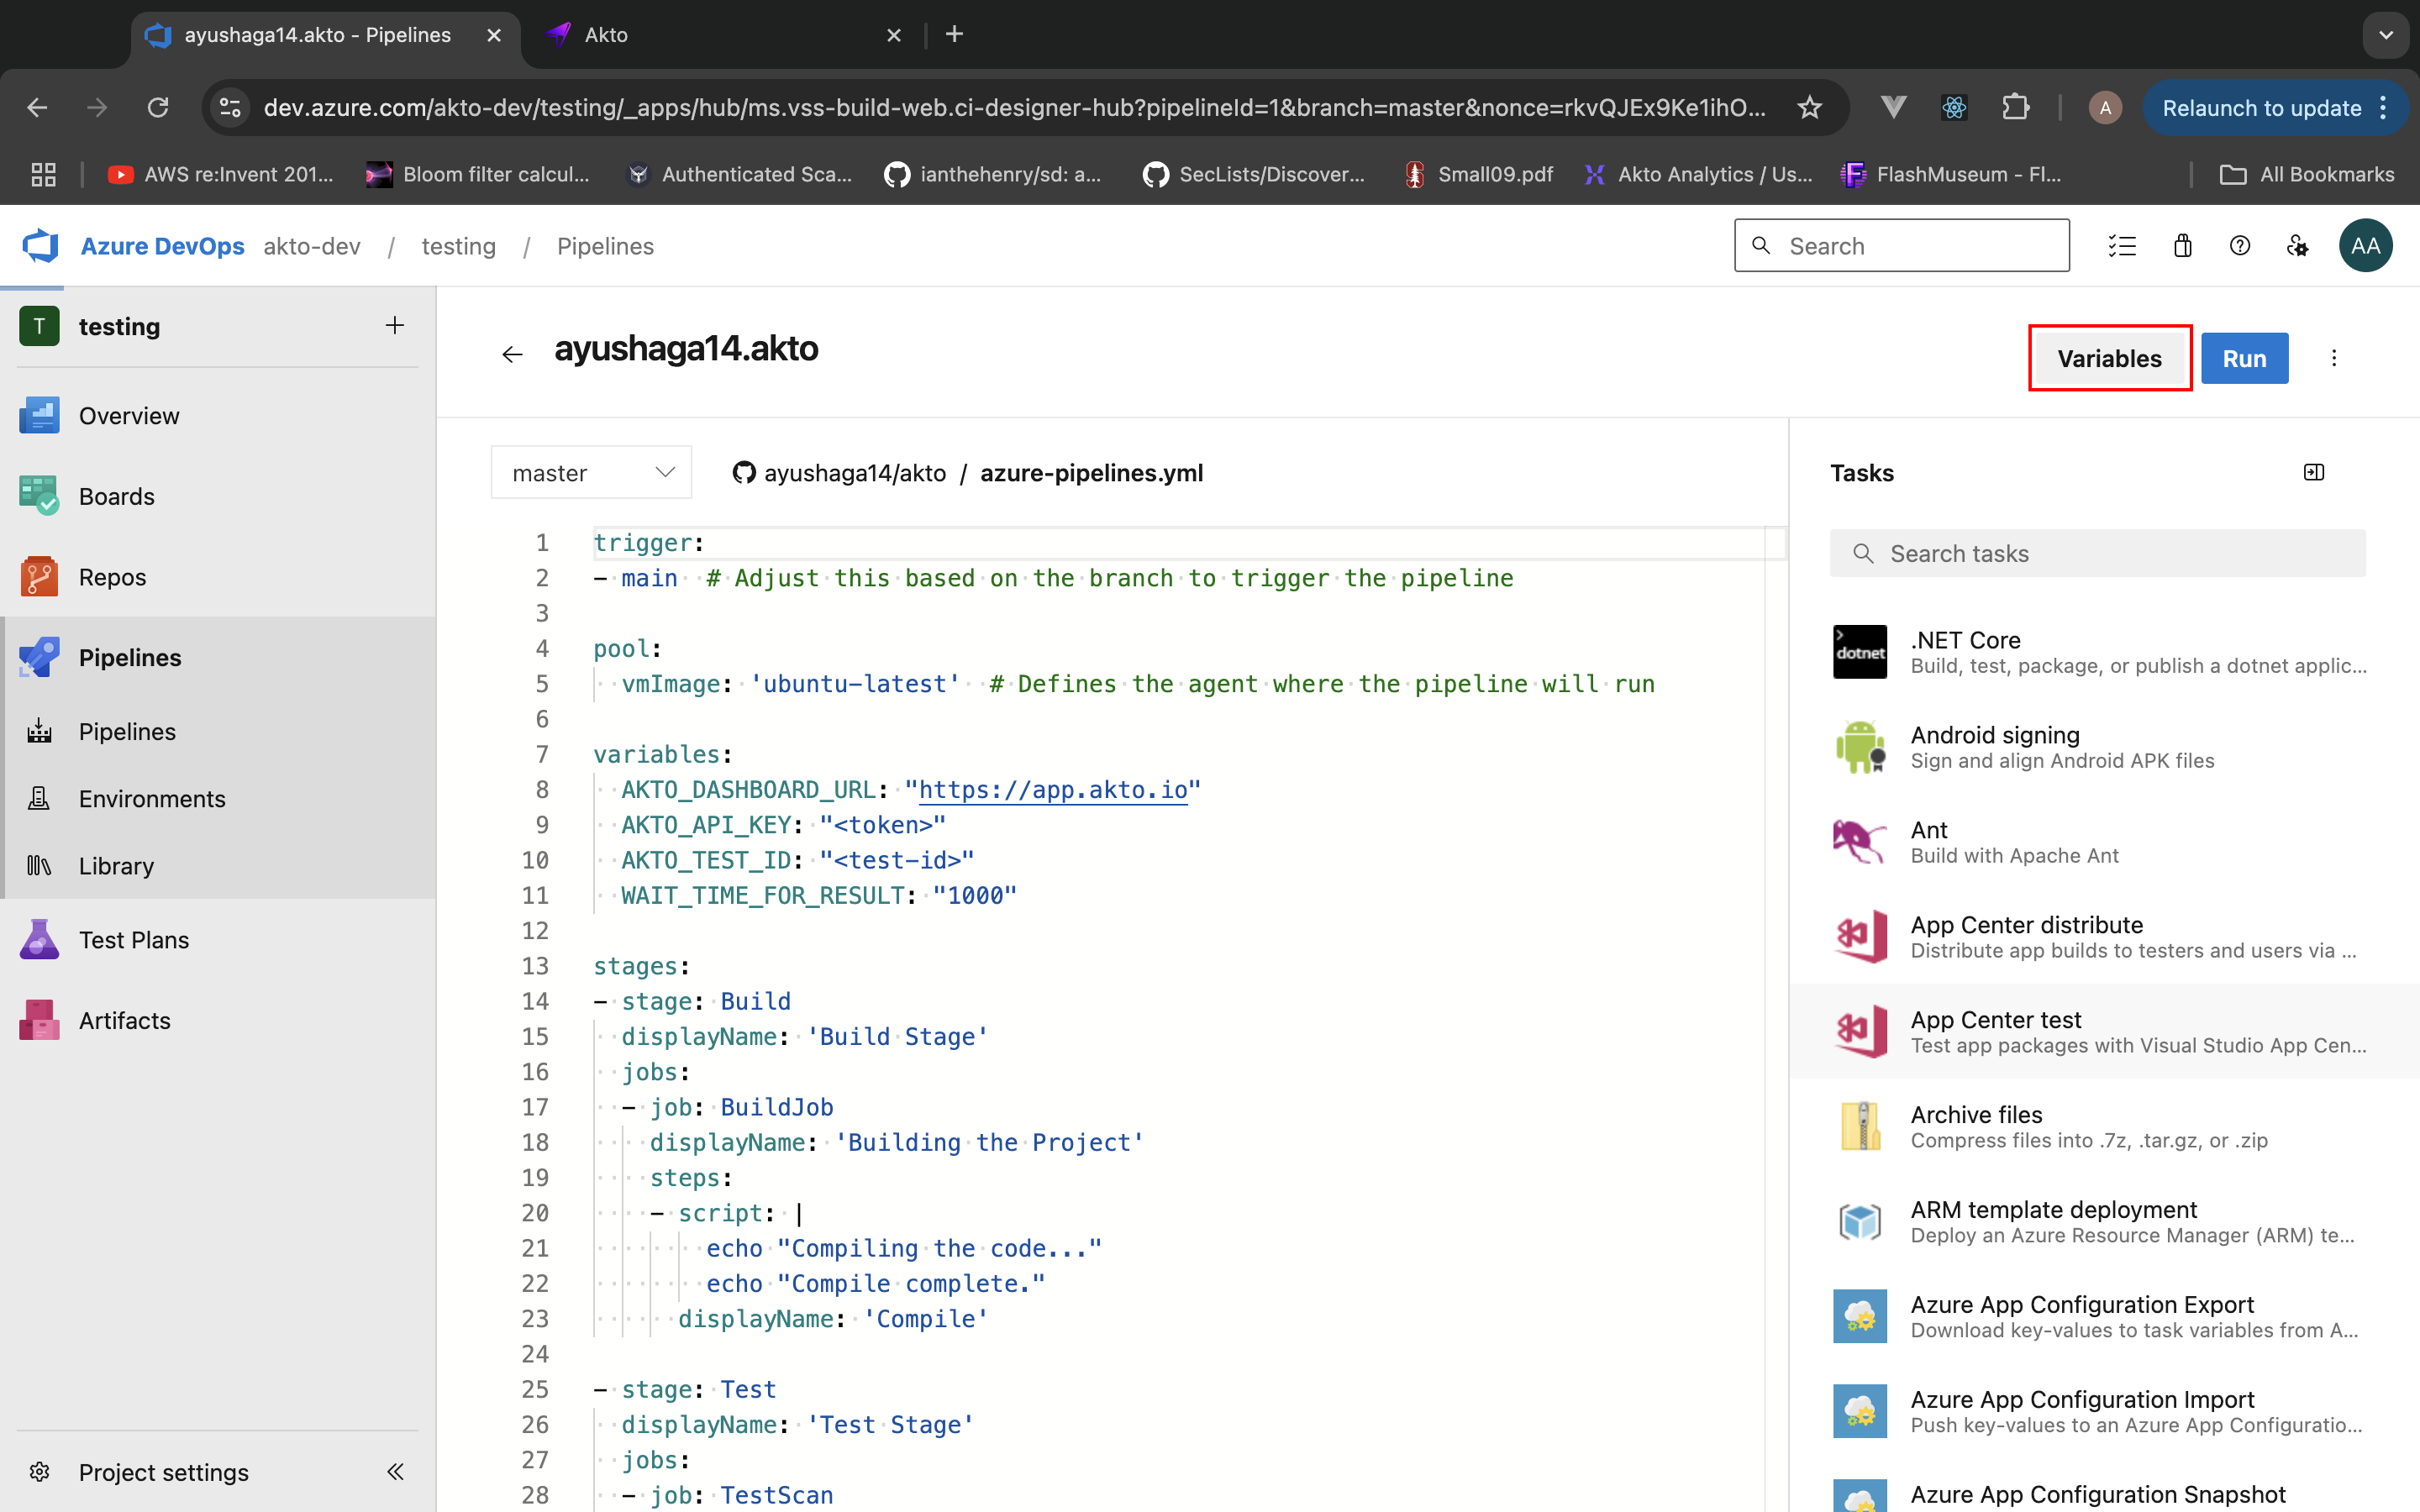 ayushaga14.akto - Pipelines
Akto
dev.azure.com/akto-dev/testing/_apps/hub/ms.vss-build-web.ci-designer-hub?pipelineId=1&branch=master&nonce=rkvQJEx9Ke1ihO...
A
Relaunch to update
AWS re:Invent 201...
Bloom filter calcul...
Authenticated Sca...
ianthehenry/sd: a...
SecLists/Discover...
Small09.pdf
Akto Analytics / Us...
FlashMuseum - Fl...
All Bookmarks
Azure DevOps akto-dev / testing / Pipelines
Search
AA
T testing
Overview
Boards
Repos
Pipelines
Pipelines
Environments
Library
Test Plans
Artifacts
Project settings
ayushaga14.akto
Variables
Run
master
ayushaga14/akto / azure-pipelines.yml
1 trigger:
2 - main # Adjust this based on the branch to trigger the pipeline
3
4 pool:
5 vmImage: 'ubuntu-latest' # Defines the agent where the pipeline will run
6
7 variables:
8 AKTO_DASHBOARD_URL: "https://app.akto.io"
9 AKTO_API_KEY: "<token>"
10 AKTO_TEST_ID: "<test-id>"
11 WAIT_TIME_FOR_RESULT: "1000"
12
13 stages:
14 - stage: Build
15 displayName: 'Build Stage'
16 jobs:
17 - job: BuildJob
18 displayName: 'Building the Project'
19 steps:
20 - script: |
21 echo "Compiling the code..."
22 echo "Compile complete."
23 displayName: 'Compile'
24
25 - stage: Test
26 displayName: 'Test Stage'
27 jobs:
28 - job: TestScan
Tasks
Search tasks
dotnet
.NET Core
Build, test, package, or publish a dotnet applic...
Android signing
Sign and align Android APK files
Ant
Build with Apache Ant
App Center distribute
Distribute app builds to testers and users via ...
App Center test
Test app packages with Visual Studio App Cen...
Archive files
Compress files into .7z, .tar.gz, or .zip
ARM template deployment
Deploy an Azure Resource Manager (ARM) te...
Azure App Configuration Export
Download key-values to task variables from A...
Azure App Configuration Import
Push key-values to an Azure App Configuratio...
Azure App Configuration Snapshot